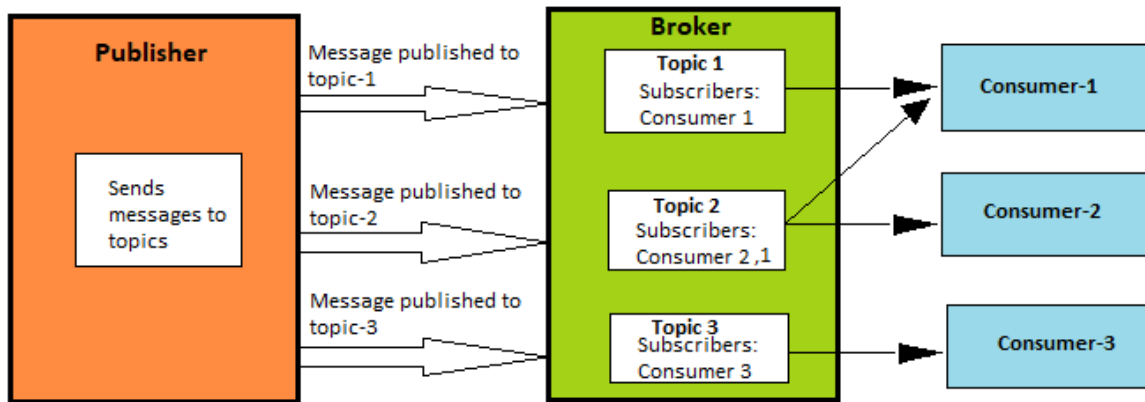 Publisher
Sends
messages to
topics
Message published to
topic-1
Message published to
topic-2
Message published to
topic-3
Broker
Topic 1
Subscribers:
Consumer 1
Topic 2
Subscribers:
Consumer 2 ,1
Topic 3
Subscribers:
Consumer 3
Consumer-1
Consumer-2
Consumer-3